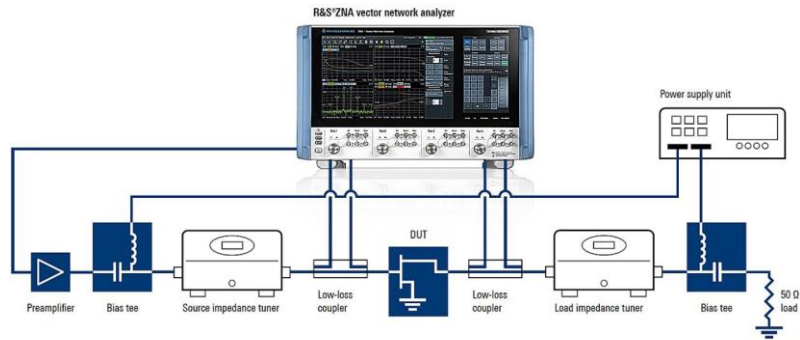 R&S®ZNA vector network analyzer
Power supply unit
DUT
Preamplifier
Bias tee
Source impedance tuner
Low-loss
coupler
Low-loss
coupler
Load impedance tuner
Bias tee
50 Ω
load